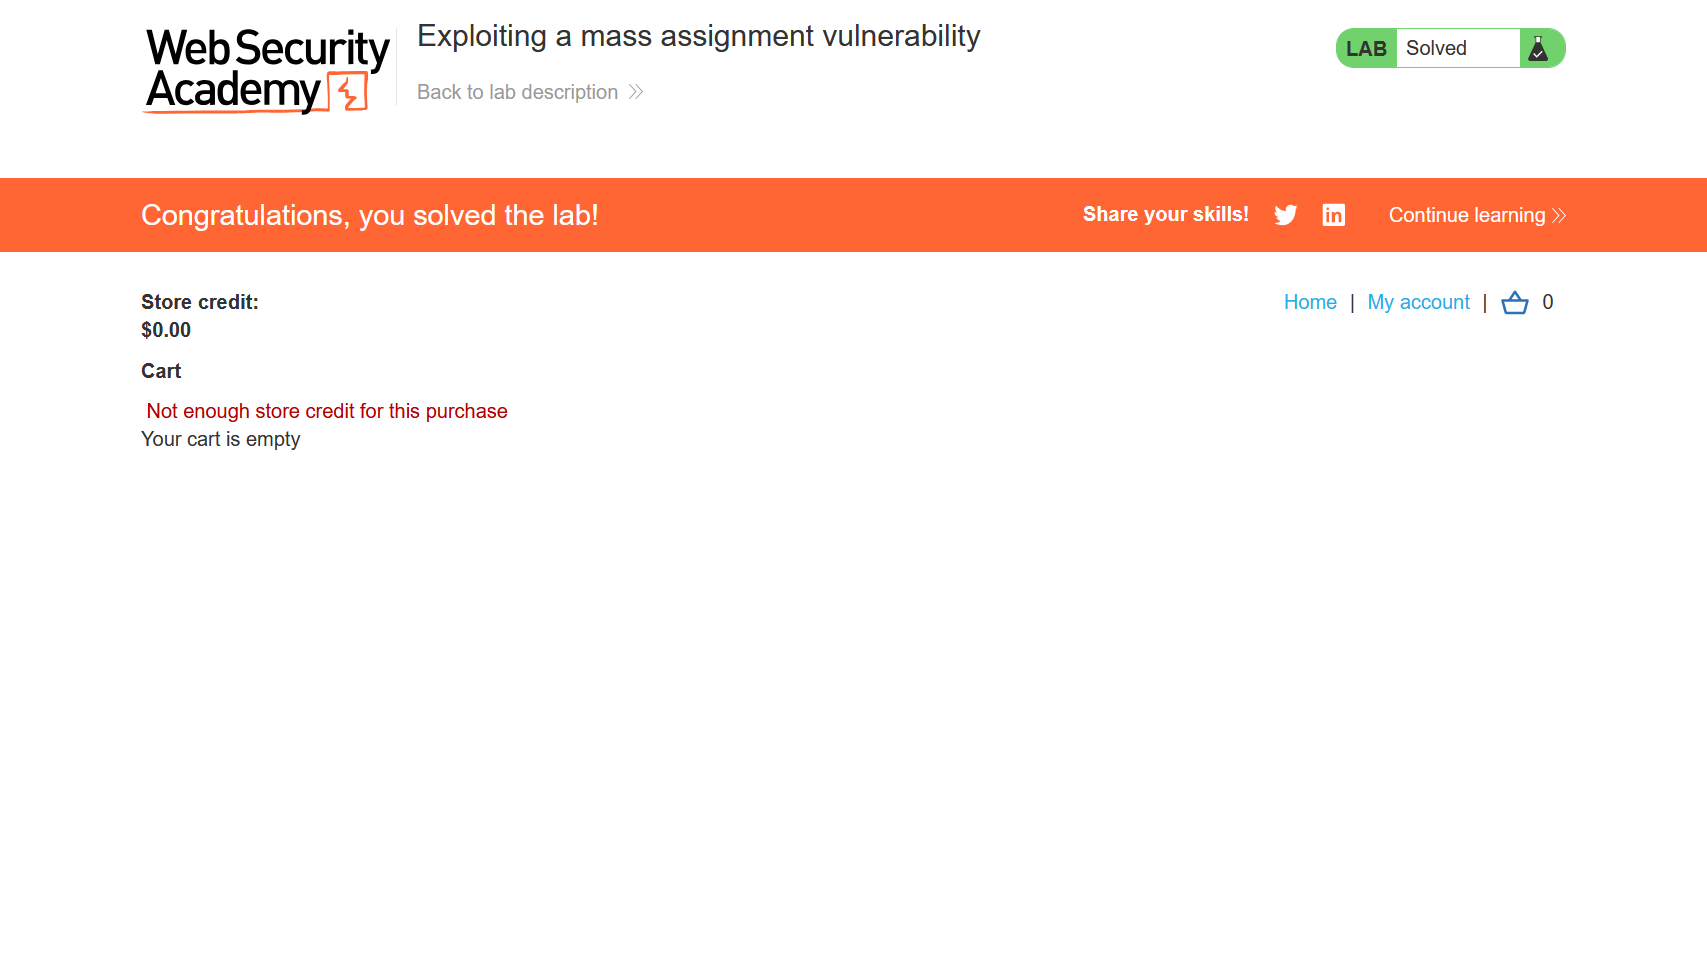 Web Security
Academy
Exploiting a mass assignment vulnerability
Back to lab description
LAB Solved
Congratulations, you solved the lab!
Share your skills!
Continue learning
Store credit:
$0.00
Home | My account | 0
Cart
Not enough store credit for this purchase
Your cart is empty